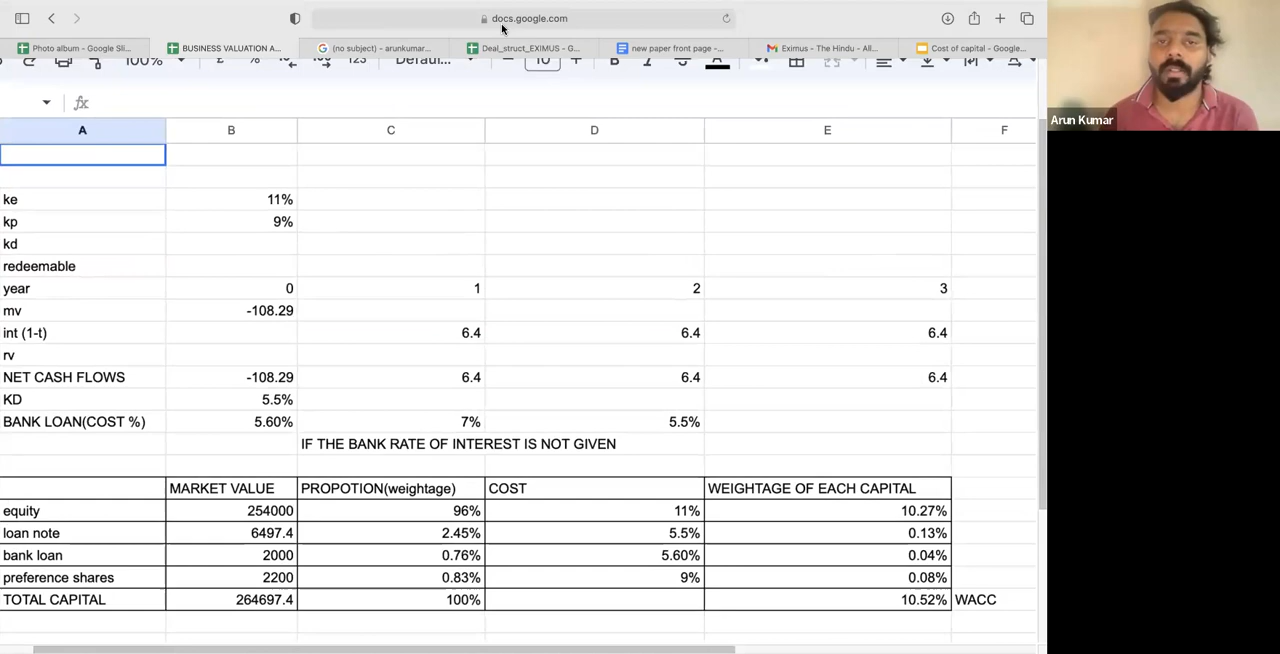 docs.google.com
Photo album - Google Sli...
BUSINESS VALUATION A...
(no subject) - arunkumar...
Deal_struct_EXIMUS - G...
new paper front page -...
Eximus - The Hindu - All...
Cost of capital - Google...
100%
£
%
123
Defaul...
10
B
I
S
A
fx
A B C D E F
ke 11%
kp 9%
kd
redeemable
year 0 1 2 3
mv -108.29
int (1-t) 6.4 6.4 6.4
rv
NET CASH FLOWS -108.29 6.4 6.4 6.4
KD 5.5%
BANK LOAN(COST %) 5.60% 7% 5.5%
IF THE BANK RATE OF INTEREST IS NOT GIVEN
MARKET VALUE PROPOTION(weightage) COST WEIGHTAGE OF EACH CAPITAL
equity 254000 96% 11% 10.27%
loan note 6497.4 2.45% 5.5% 0.13%
bank loan 2000 0.76% 5.60% 0.04%
preference shares 2200 0.83% 9% 0.08%
TOTAL CAPITAL 264697.4 100% 10.52% WACC
Arun Kumar